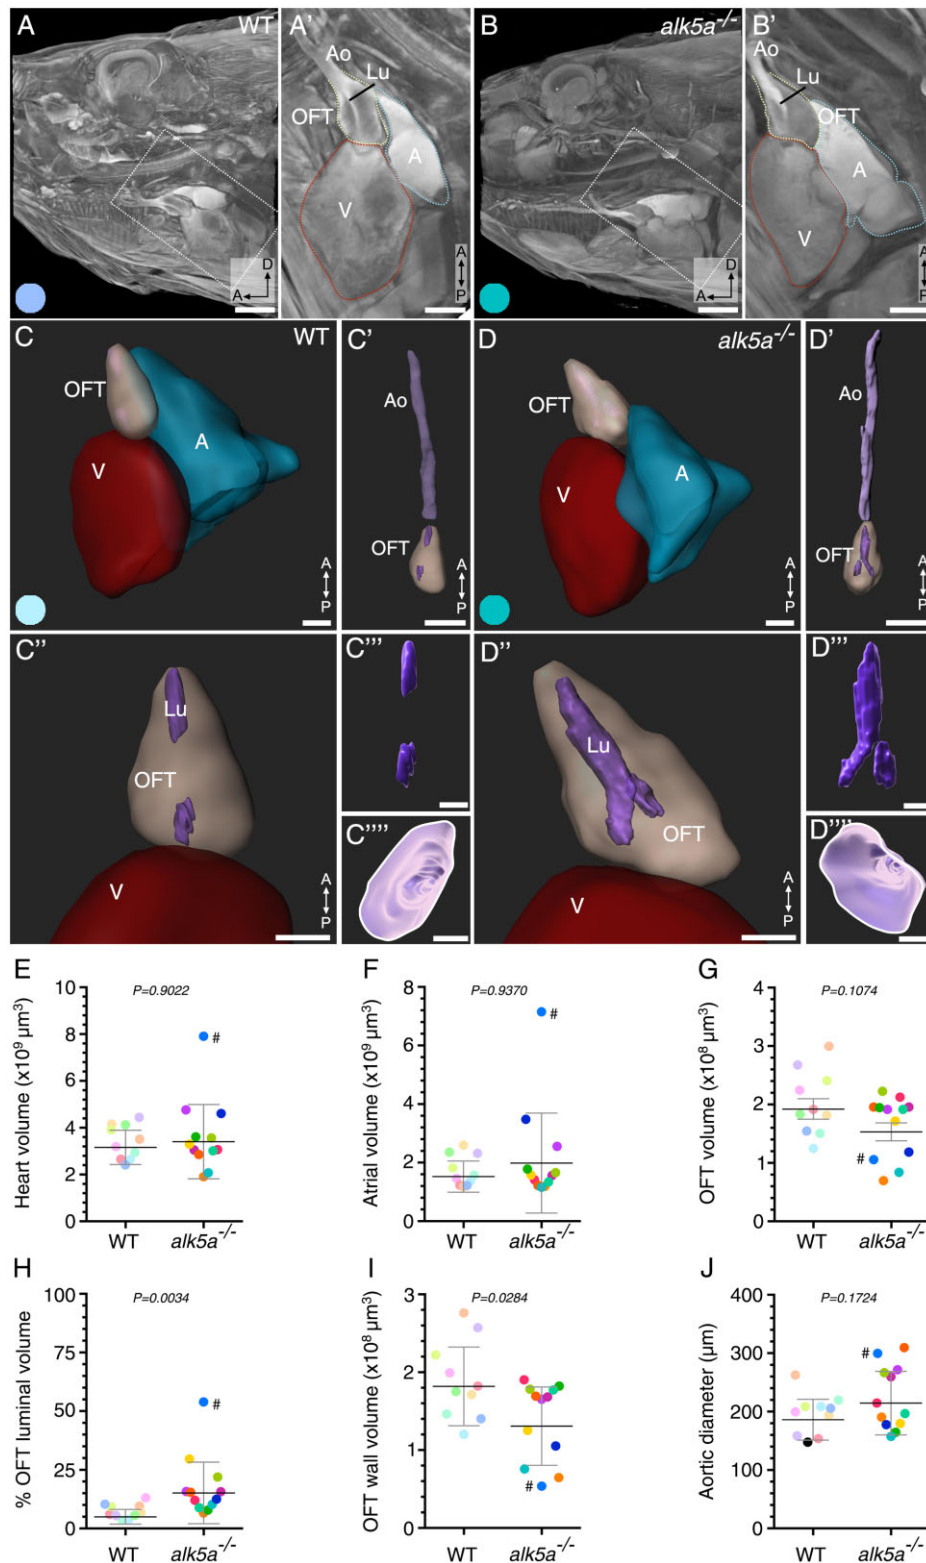 A WT
A'
Ao
Lu
OFT
A
V
D
A
A
P
B alk5a-/-
B'
Ao
Lu
OFT
A
V
D
A
A
P
C WT
OFT
A
V
A
P
C'
Ao
OFT
A
P
D alk5a-/-
OFT
A
V
A
P
D'
Ao
OFT
A
P
C''
Lu
OFT
V
A
P
C'''
C''''
D''
Lu
OFT
V
A
P
D'''
D''''
E
P=0.9022
Heart volume (x10⁹ µm³)
10
8
6
4
2
0
#
WT alk5a-/-
F
P=0.9370
Atrial volume (x10⁹ µm³)
8
6
4
2
0
#
WT alk5a-/-
G
P=0.1074
OFT volume (x10⁸ µm³)
4
3
2
1
0
#
WT alk5a-/-
H
P=0.0034
% OFT luminal volume
100
75
50
25
0
#
WT alk5a-/-
I
P=0.0284
OFT wall volume (x10⁸ µm³)
3
2
1
0
#
WT alk5a-/-
J
P=0.1724
Aortic diameter (µm)
400
300
200
100
0
#
WT alk5a-/-